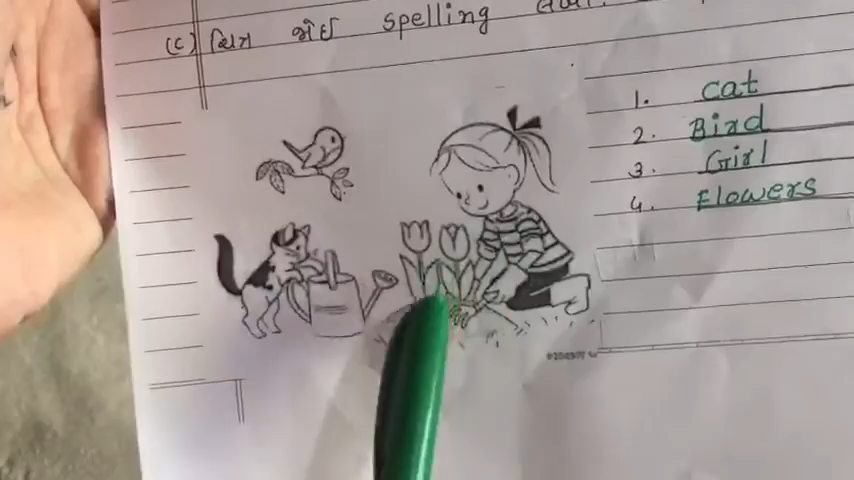 (c) ચિત્ર જોઈ spelling
1. Cat
2. Bird
3. Girl
4. Flowers